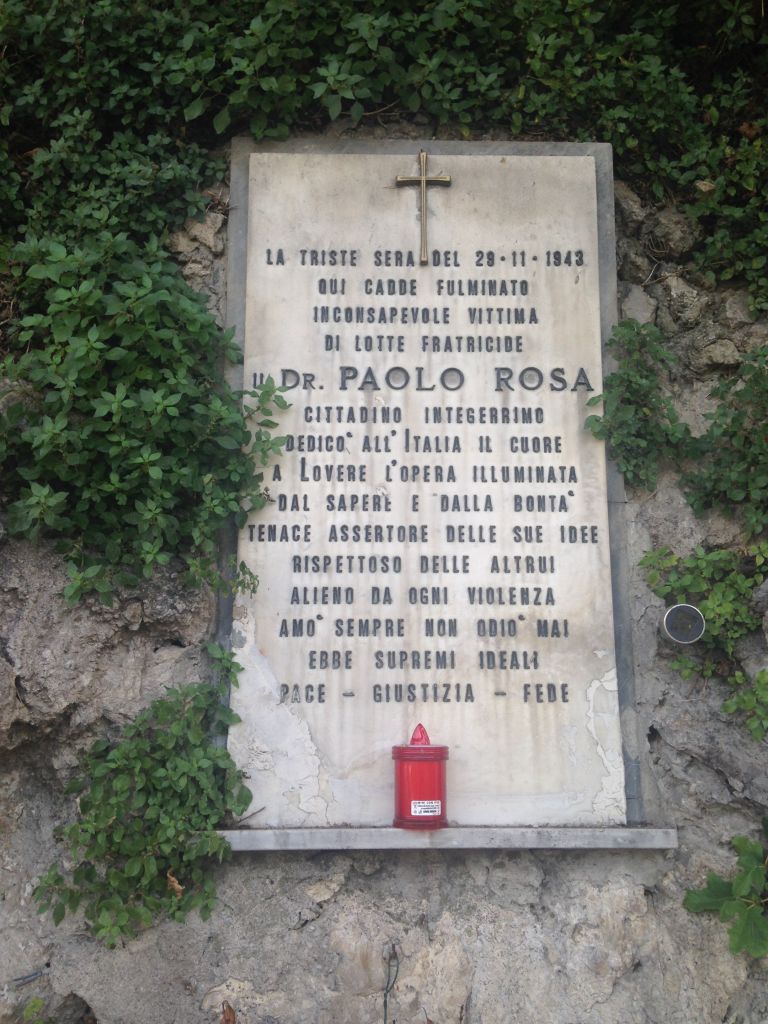 LA TRISTE SERA DEL 29·11·1943
QUI CADDE FULMINATO
INCONSAPEVOLE VITTIMA
DI LOTTE FRATRICIDE
IL DR. PAOLO ROSA
CITTADINO INTEGERRIMO
DEDICO' ALL'ITALIA IL CUORE
A LOVERE L'OPERA ILLUMINATA
DAL SAPERE E DALLA BONTA'
TENACE ASSERTORE DELLE SUE IDEE
RISPETTOSO DELLE ALTRUI
ALIENO DA OGNI VIOLENZA
AMO' SEMPRE NON ODIO' MAI
EBBE SUPREMI IDEALI
PACE - GIUSTIZIA - FEDE